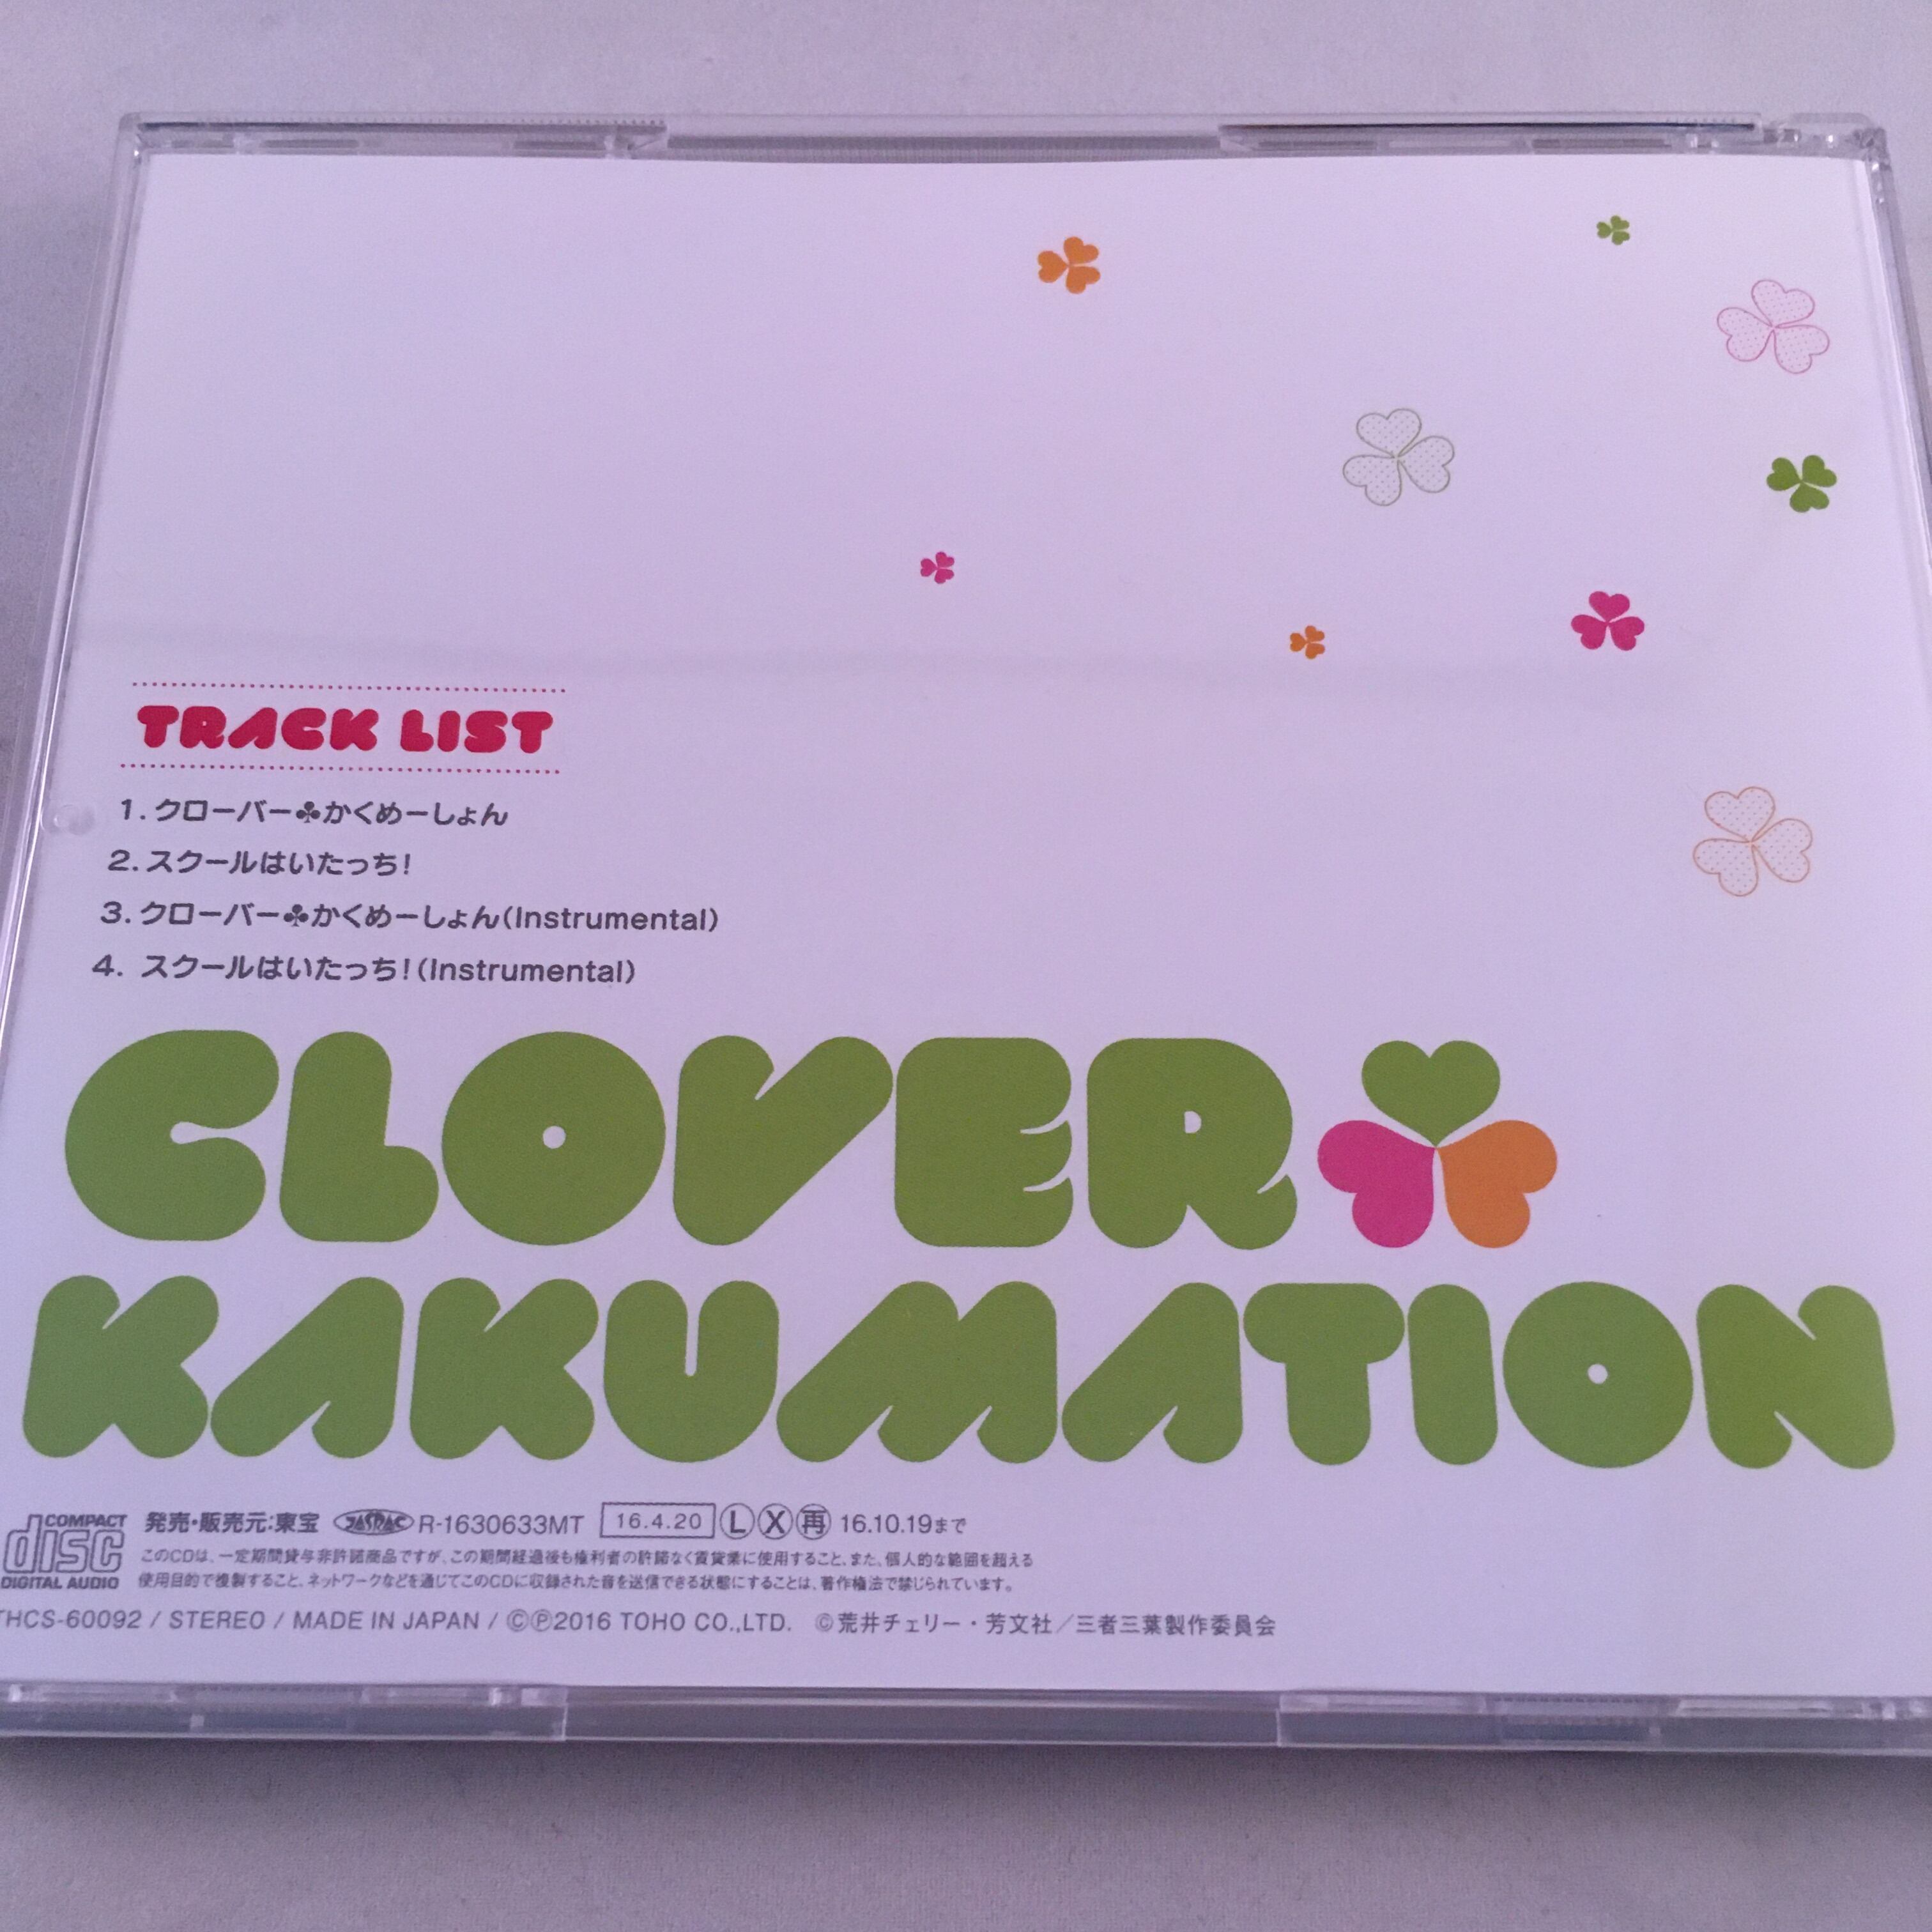 TRACK LIST
1. クローバー♣かくめーしょん
2. スクールはいたっち!
3. クローバー♣かくめーしょん(Instrumental)
4. スクールはいたっち!(Instrumental)
CLOVER
KAKUMATION
COMPACT disc DIGITAL AUDIO
発売・販売元:東宝 JASRAC R-1630633MT 16.4.20 L X 再 16.10.19まで
このCDは、一定期間貸与非許諾商品ですが、この期間経過後も権利者の許諾なく賃貸業に使用すること、また、個人的な範囲を超える
使用目的で複製すること、ネットワークなどを通じてこのCDに収録された音を送信できる状態にすることは、著作権法で禁じられています。
THCS-60092 / STEREO / MADE IN JAPAN / ©℗2016 TOHO CO.,LTD. ©荒井チェリー・芳文社／三者三葉製作委員会